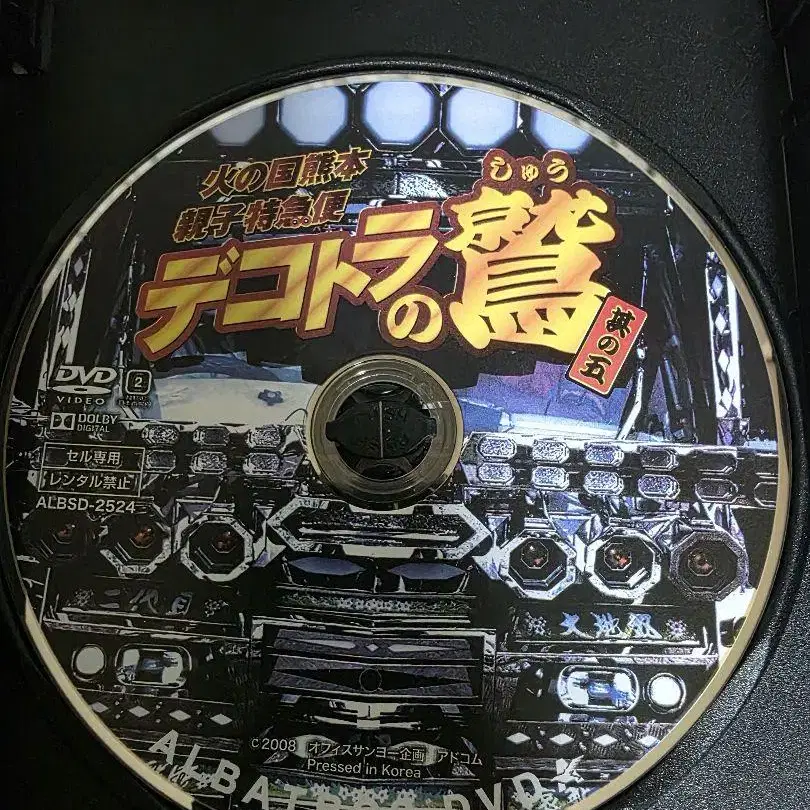 火の国熊本
親子特急便
しゅう
デコトラの鷲
其の五
DVD
VIDEO
2
DOLBY
DIGITAL
セル専用
レンタル禁止
ALBSD-2524
二代目
c2008 オフィスサンヨー企画 アドコム
Pressed in Korea
ALBATROS DVD